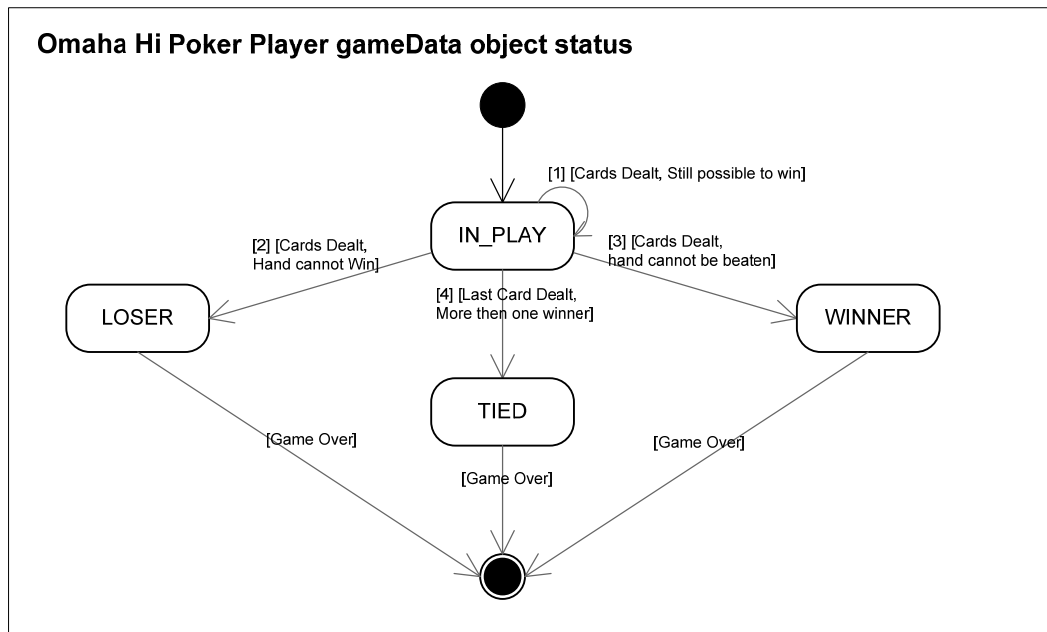 Omaha Hi Poker Player gameData object status
[1] [Cards Dealt, Still possible to win]
IN_PLAY
[2] [Cards Dealt,
Hand cannot Win]
[3] [Cards Dealt,
hand cannot be beaten]
[4] [Last Card Dealt,
More then one winner]
LOSER
WINNER
TIED
[Game Over]
[Game Over]
[Game Over]